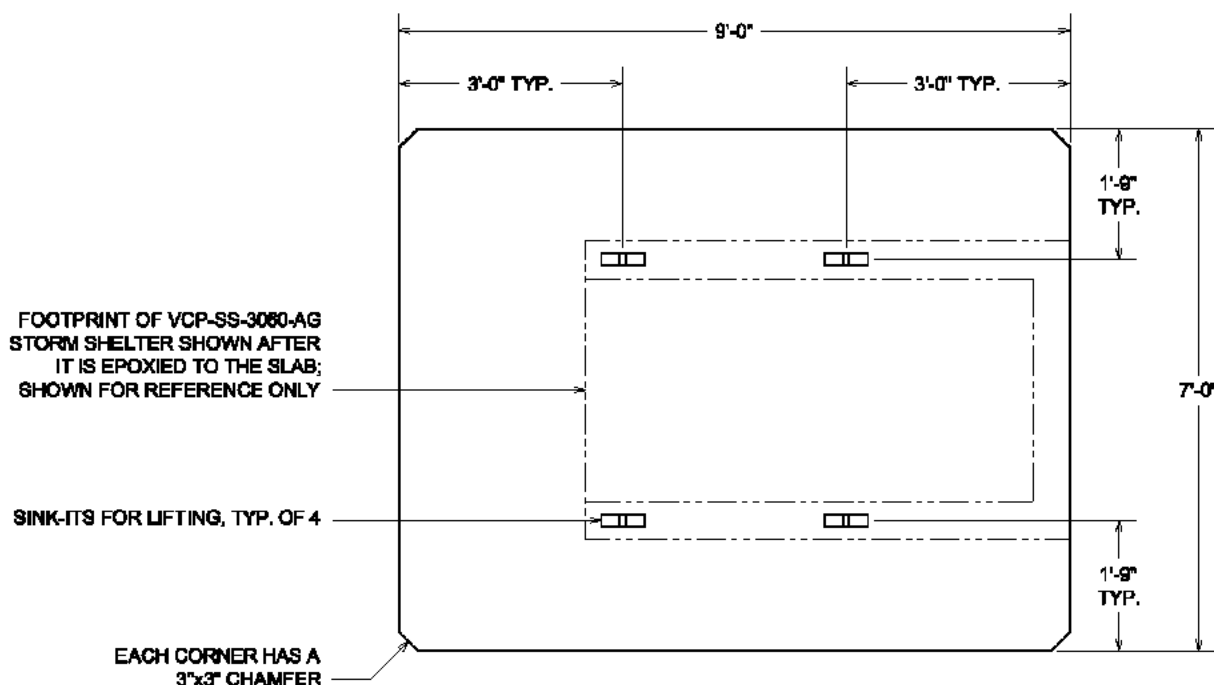 9'-0"
3'-0" TYP.
3'-0" TYP.
1'-9"
TYP.
FOOTPRINT OF VCP-SS-3060-AG
STORM SHELTER SHOWN AFTER
IT IS EPOXIED TO THE SLAB;
SHOWN FOR REFERENCE ONLY
7'-0"
SINK-ITS FOR LIFTING, TYP. OF 4
1'-9"
TYP.
EACH CORNER HAS A
3"x3" CHAMFER